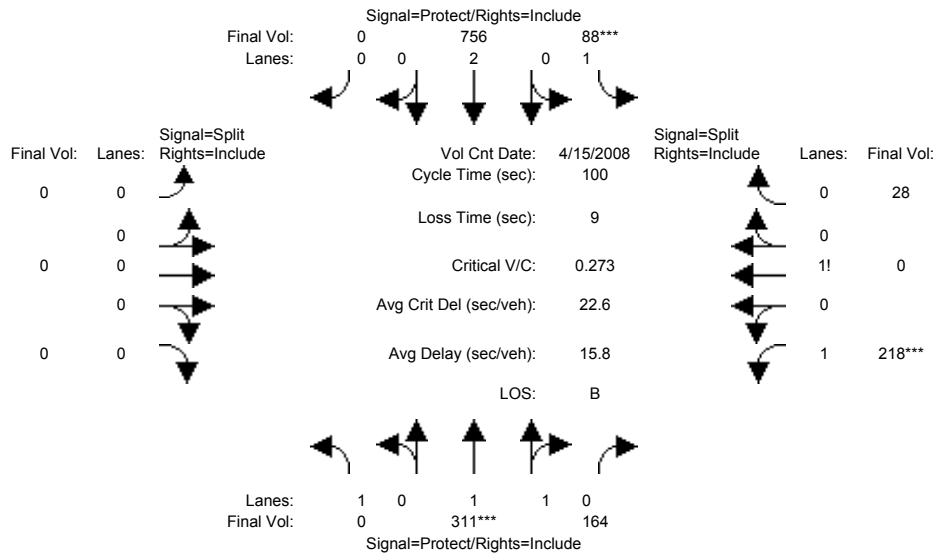 Signal=Protect/Rights=Include
Final Vol: 0 756 88***
Lanes: 0 0 2 0 1
Signal=Split Signal=Split
Final Vol: Lanes: Rights=Include Vol Cnt Date: 4/15/2008 Rights=Include Lanes: Final Vol:
Cycle Time (sec): 100
0 0 0 28
Loss Time (sec): 9
0 0
0 0 Critical V/C: 0.273 1! 0
0 Avg Crit Del (sec/veh): 22.6 0
0 0 Avg Delay (sec/veh): 15.8 1 218***
LOS: B
Lanes: 1 0 1 1 0
Final Vol: 0 311*** 164
Signal=Protect/Rights=Include